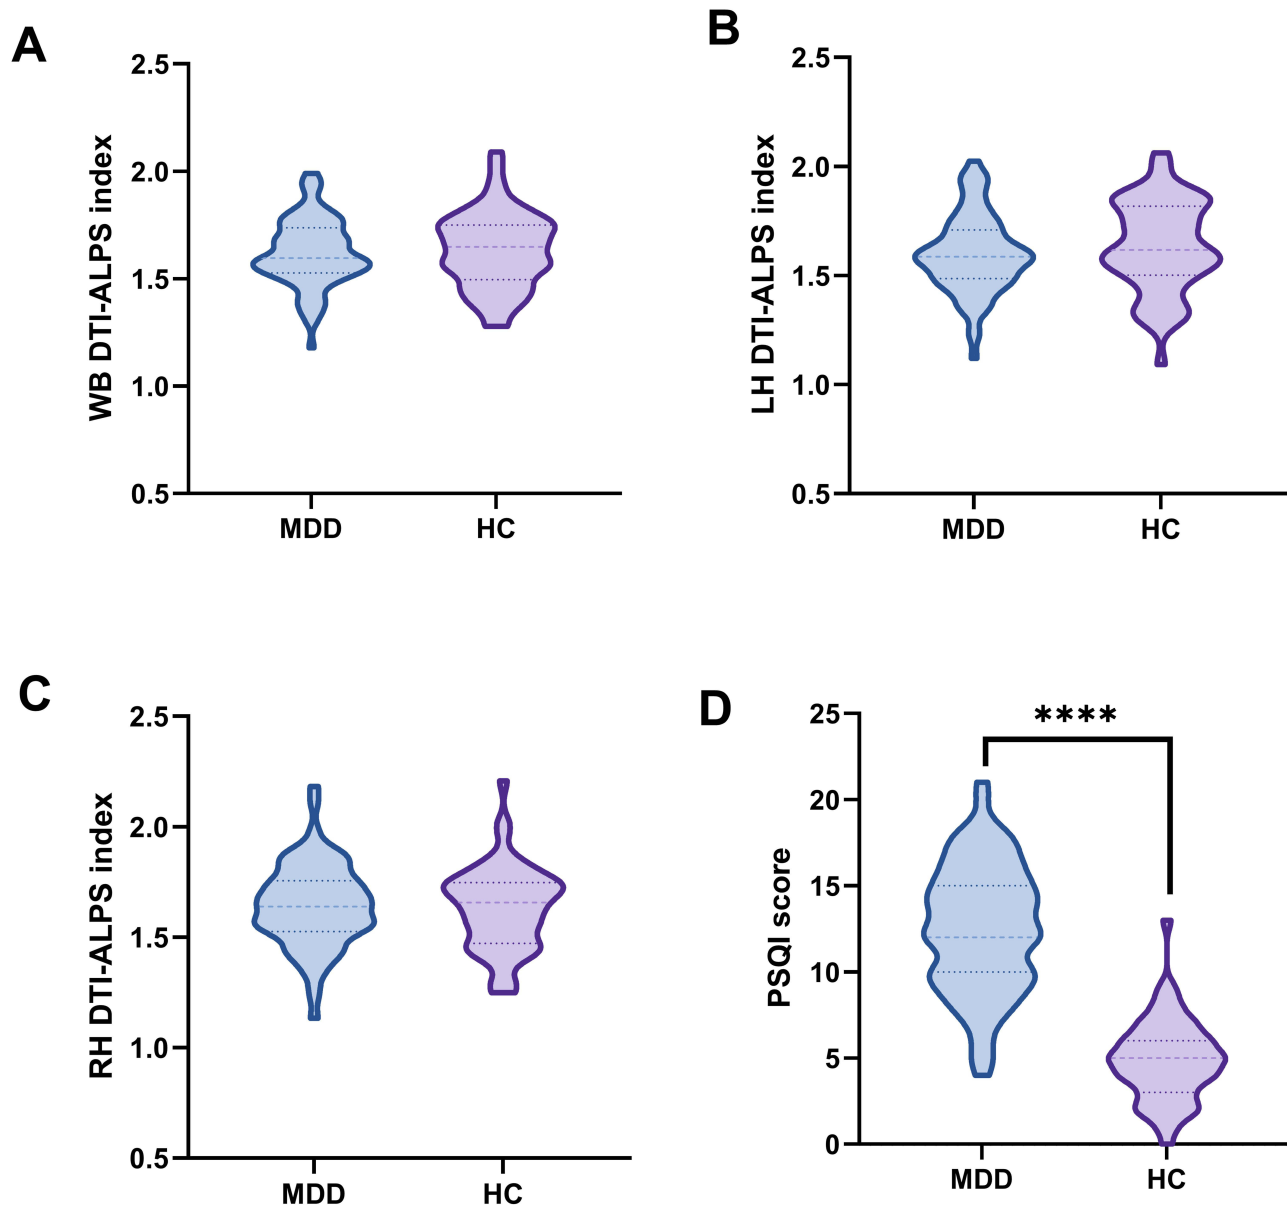 A
WB DTI-ALPS index
2.5
2.0
1.5
1.0
0.5
MDD HC
B
LH DTI-ALPS index
2.5
2.0
1.5
1.0
0.5
MDD HC
C
RH DTI-ALPS index
2.5
2.0
1.5
1.0
0.5
MDD HC
D
PSQI score
25
20
15
10
5
0
****
MDD HC